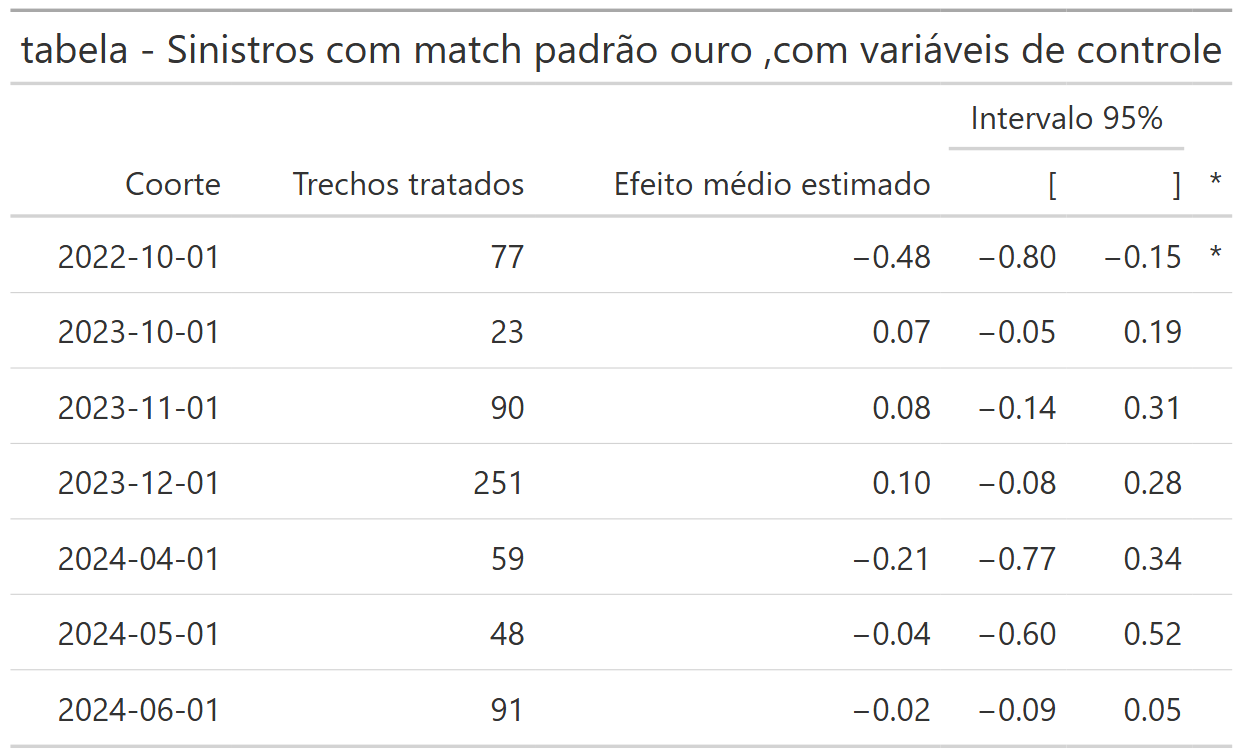 tabela - Sinistros com match padrão ouro ,com variáveis de controle
Intervalo 95%
Coorte Trechos tratados Efeito médio estimado [ ] *
2022-10-01 77 −0.48 −0.80 −0.15 *
2023-10-01 23 0.07 −0.05 0.19
2023-11-01 90 0.08 −0.14 0.31
2023-12-01 251 0.10 −0.08 0.28
2024-04-01 59 −0.21 −0.77 0.34
2024-05-01 48 −0.04 −0.60 0.52
2024-06-01 91 −0.02 −0.09 0.05